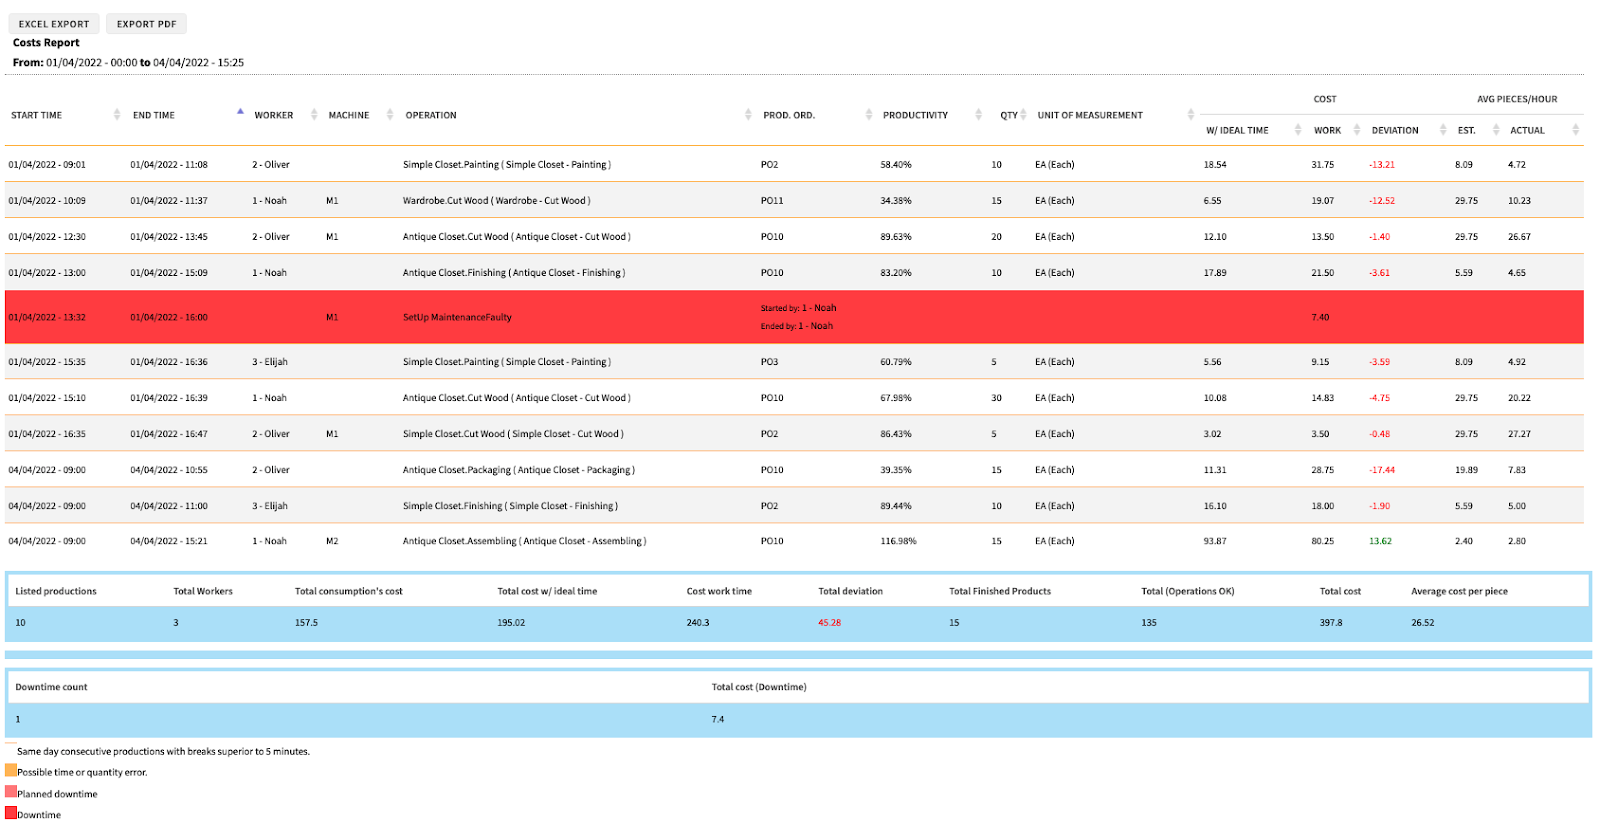 EXCEL EXPORT EXPORT PDF
Costs Report
From: 01/04/2022 - 00:00 to 04/04/2022 - 15:25
COST AVG PIECES/HOUR
START TIME END TIME WORKER MACHINE OPERATION PROD. ORD. PRODUCTIVITY QTY UNIT OF MEASUREMENT
W/ IDEAL TIME WORK DEVIATION EST. ACTUAL
01/04/2022 - 09:01 01/04/2022 - 11:08 2 - Oliver Simple Closet.Painting ( Simple Closet - Painting ) PO2 58.40% 10 EA (Each) 18.54 31.75 -13.21 8.09 4.72
01/04/2022 - 10:09 01/04/2022 - 11:37 1 - Noah M1 Wardrobe.Cut Wood ( Wardrobe - Cut Wood ) PO11 34.38% 15 EA (Each) 6.55 19.07 -12.52 29.75 10.23
01/04/2022 - 12:30 01/04/2022 - 13:45 2 - Oliver M1 Antique Closet.Cut Wood ( Antique Closet - Cut Wood ) PO10 89.63% 20 EA (Each) 12.10 13.50 -1.40 29.75 26.67
01/04/2022 - 13:00 01/04/2022 - 15:09 1 - Noah Antique Closet.Finishing ( Antique Closet - Finishing ) PO10 83.20% 10 EA (Each) 17.89 21.50 -3.61 5.59 4.65
Started by: 1 - Noah
01/04/2022 - 13:32 01/04/2022 - 16:00 M1 SetUp MaintenanceFaulty 7.40
Ended by: 1 - Noah
01/04/2022 - 15:35 01/04/2022 - 16:36 3 - Elijah Simple Closet.Painting ( Simple Closet - Painting ) PO3 60.79% 5 EA (Each) 5.56 9.15 -3.59 8.09 4.92
01/04/2022 - 15:10 01/04/2022 - 16:39 1 - Noah Antique Closet.Cut Wood ( Antique Closet - Cut Wood ) PO10 67.98% 30 EA (Each) 10.08 14.83 -4.75 29.75 20.22
01/04/2022 - 16:35 01/04/2022 - 16:47 2 - Oliver M1 Simple Closet.Cut Wood ( Simple Closet - Cut Wood ) PO2 86.43% 5 EA (Each) 3.02 3.50 -0.48 29.75 27.27
04/04/2022 - 09:00 04/04/2022 - 10:55 2 - Oliver Antique Closet.Packaging ( Antique Closet - Packaging ) PO10 39.35% 15 EA (Each) 11.31 28.75 -17.44 19.89 7.83
04/04/2022 - 09:00 04/04/2022 - 11:00 3 - Elijah Simple Closet.Finishing ( Simple Closet - Finishing ) PO2 89.44% 10 EA (Each) 16.10 18.00 -1.90 5.59 5.00
04/04/2022 - 09:00 04/04/2022 - 15:21 1 - Noah M2 Antique Closet.Assembling ( Antique Closet - Assembling ) PO10 116.98% 15 EA (Each) 93.87 80.25 13.62 2.40 2.80
Listed productions Total Workers Total consumption's cost Total cost w/ ideal time Cost work time Total deviation Total Finished Products Total (Operations OK) Total cost Average cost per piece
10 3 157.5 195.02 240.3 45.28 15 135 397.8 26.52
Downtime count Total cost (Downtime)
1 7.4
Same day consecutive productions with breaks superior to 5 minutes.
Possible time or quantity error.
Planned downtime
Downtime